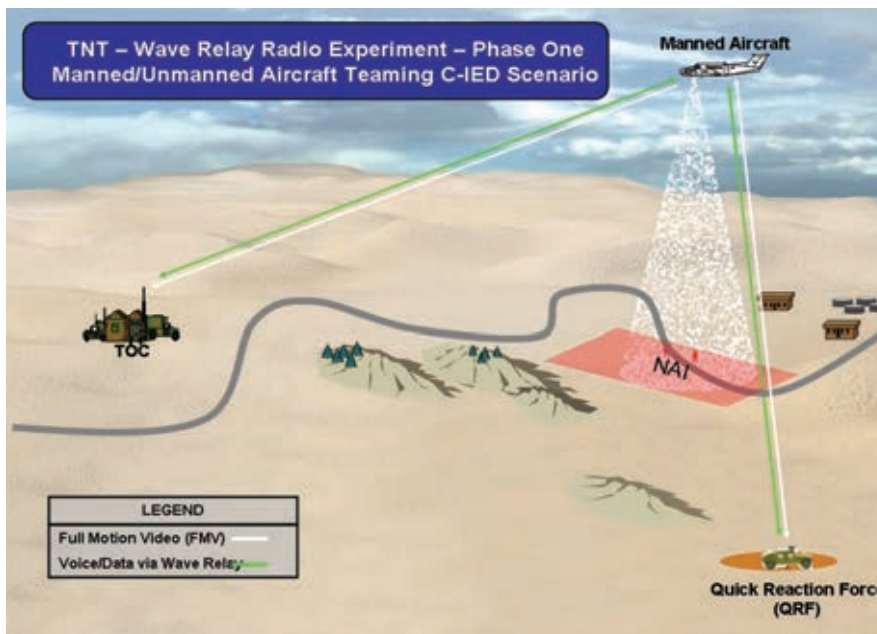 TNT – Wave Relay Radio Experiment – Phase One
Manned/Unmanned Aircraft Teaming C-IED Scenario
Manned Aircraft
TOC
NAI
LEGEND
Full Motion Video (FMV)
Voice/Data via Wave Relay
Quick Reaction Force
(QRF)